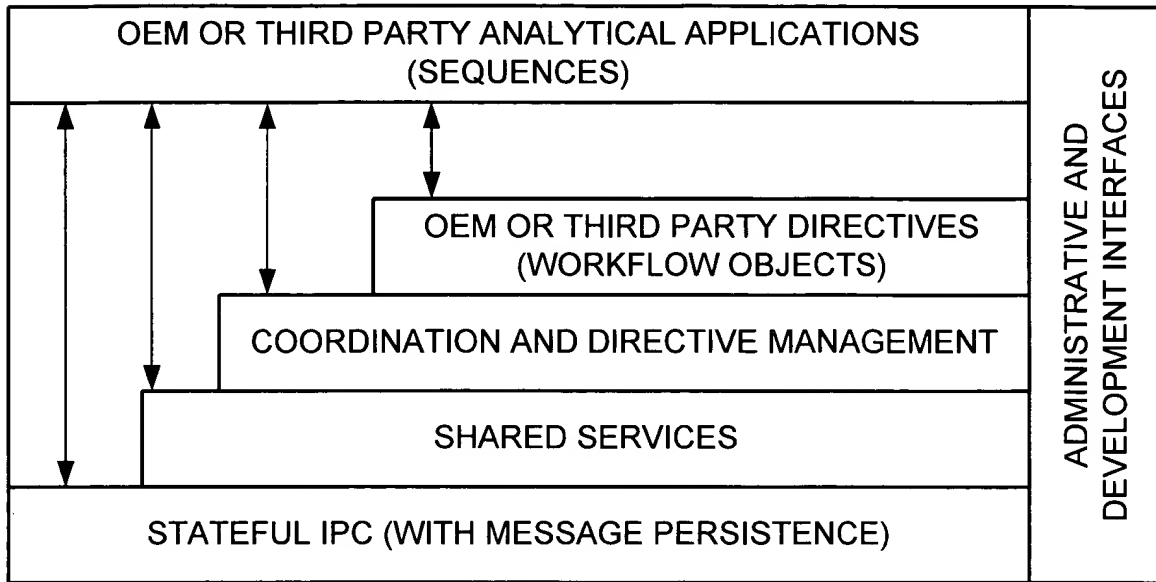 OEM OR THIRD PARTY ANALYTICAL APPLICATIONS
(SEQUENCES)
OEM OR THIRD PARTY DIRECTIVES
(WORKFLOW OBJECTS)
COORDINATION AND DIRECTIVE MANAGEMENT
SHARED SERVICES
STATEFUL IPC (WITH MESSAGE PERSISTENCE)
ADMINISTRATIVE AND
DEVELOPMENT INTERFACES